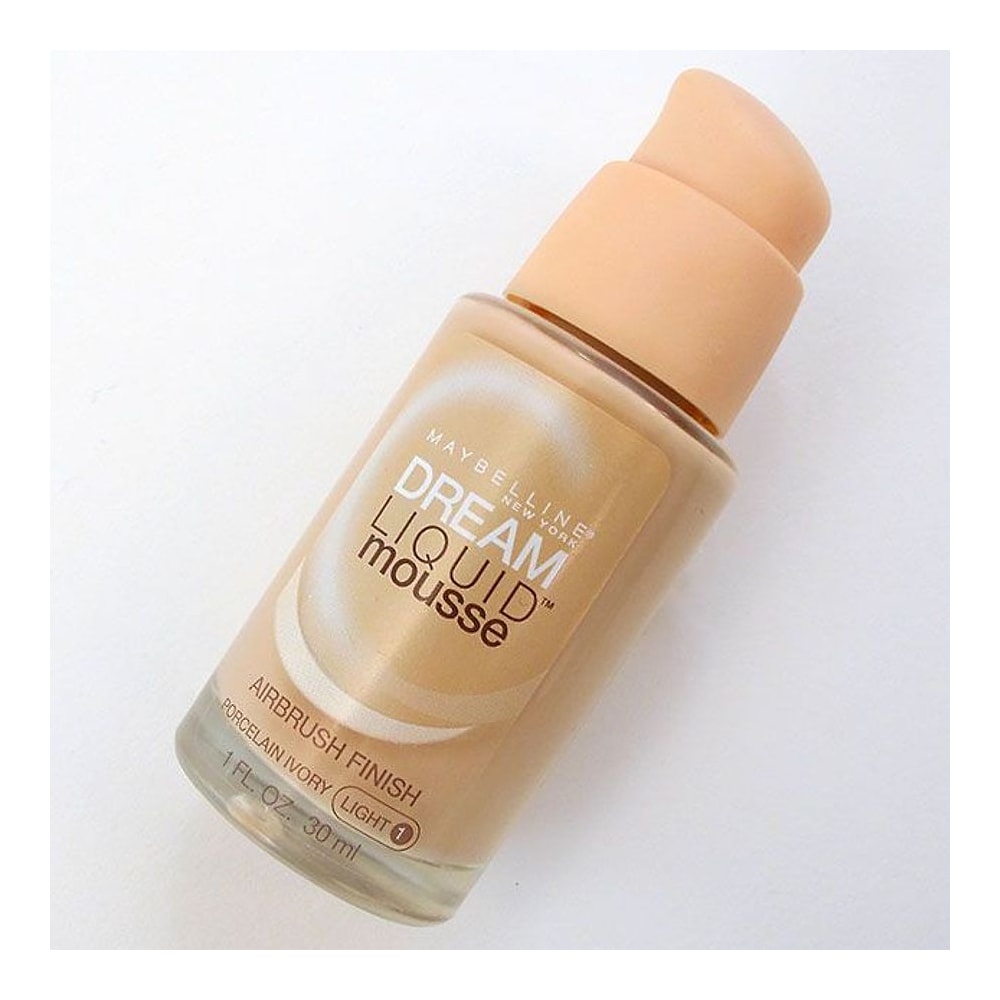 MAYBELLINE®
NEW YORK
DREAM
LIQUID™
mousse
AIRBRUSH FINISH
PORCELAIN IVORY LIGHT 1
1 FL. OZ. 30 ml